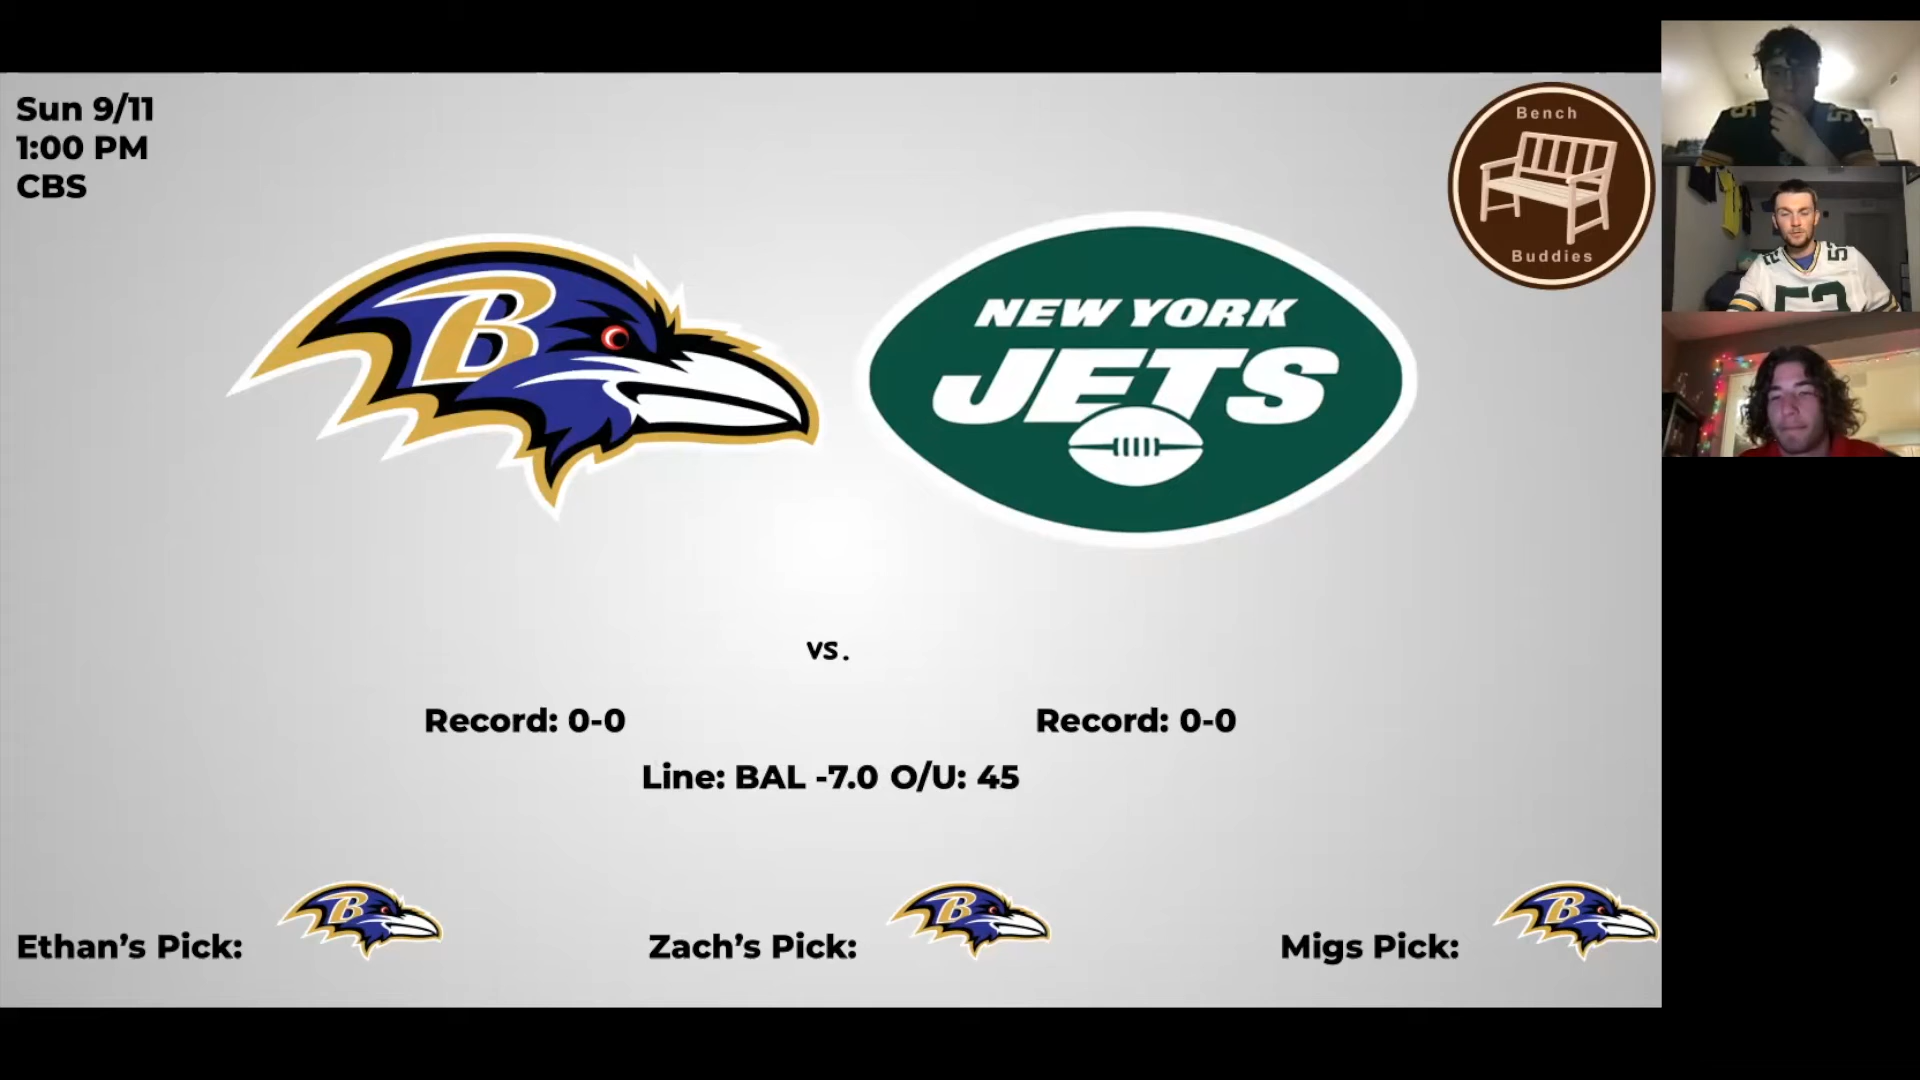 Sun 9/11
1:00 PM
CBS
Bench
Buddies
B
NEW YORK
JETS
52
vs.
Record: 0-0
Record: 0-0
Line: BAL -7.0 O/U: 45
Ethan’s Pick:
B
Zach’s Pick:
B
Migs Pick:
B